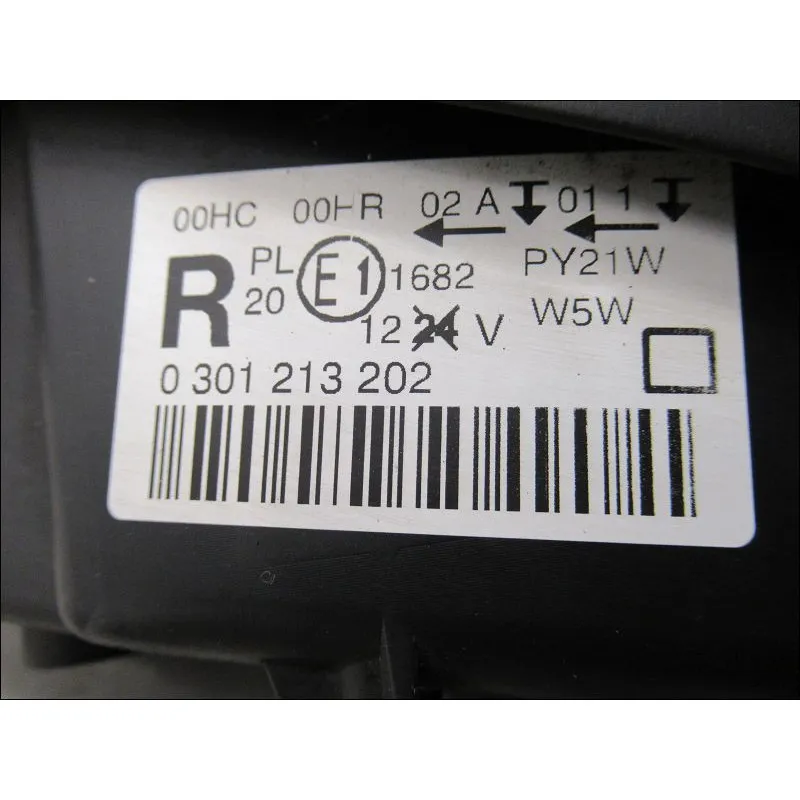 00HC 00HR 02 A 01 1
R PL 20 E1 1682 PY21W
12 24 V W5W
0 301 213 202